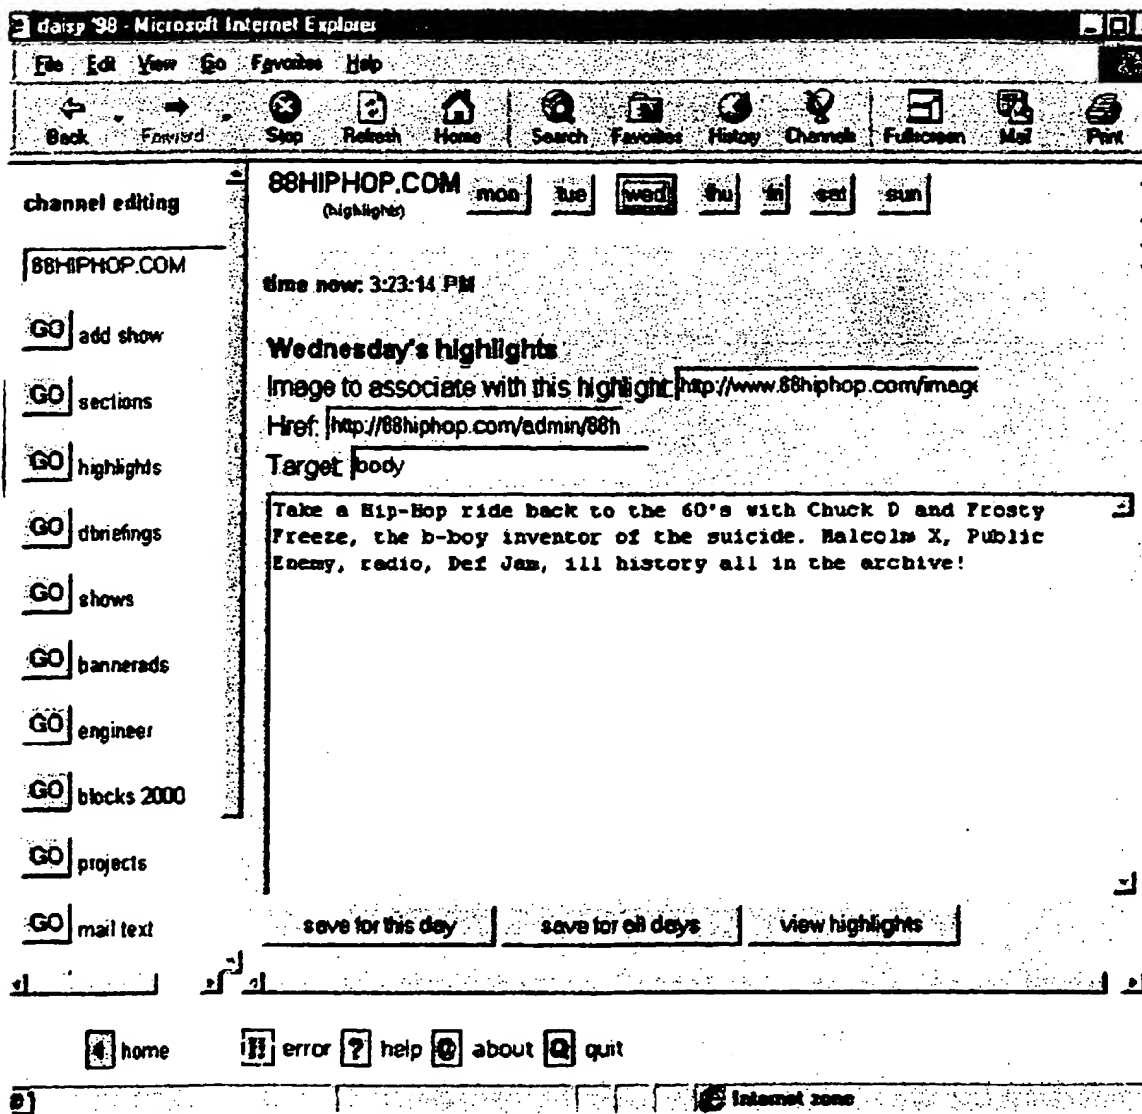 daisy '98 - Microsoft Internet Explorer
File Edit View Go Favorites Help
Back Forward Stop Refresh Home Search Favorites History Channels Fullscreen Mail Print
channel editing
88HIPHOP.COM
GO add show
GO sections
GO highlights
GO dbriefings
GO shows
GO bannerads
GO engineer
GO blocks 2000
GO projects
GO mail text
88HIPHOP.COM mon tue wed thu fri sat sun
(highlights)
time now: 3:23:14 PM
Wednesday's highlights
Image to associate with this highlight: http://www.88hiphop.com/image
Href: http://88hiphop.com/admin/88h
Target: body
Take a Hip-Hop ride back to the 60's with Chuck D and Frosty
Freeze, the b-boy inventor of the suicide. Malcolm X, Public
Enemy, radio, Def Jam, ill history all in the archive!
save for this day save for all days view highlights
home !! error ? help about Q quit
Internet zone